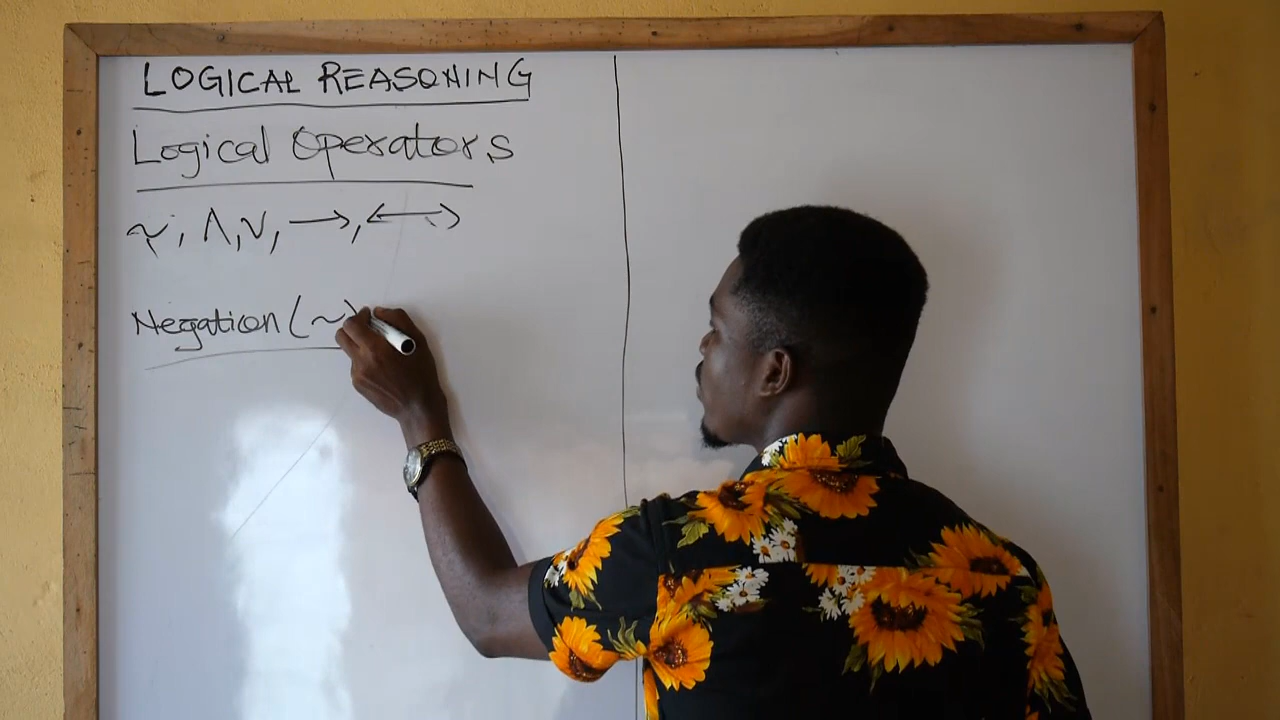 LOGICAL REASONING
Logical Operators
~, ∧, ∨, →, ↔
Negation (~)